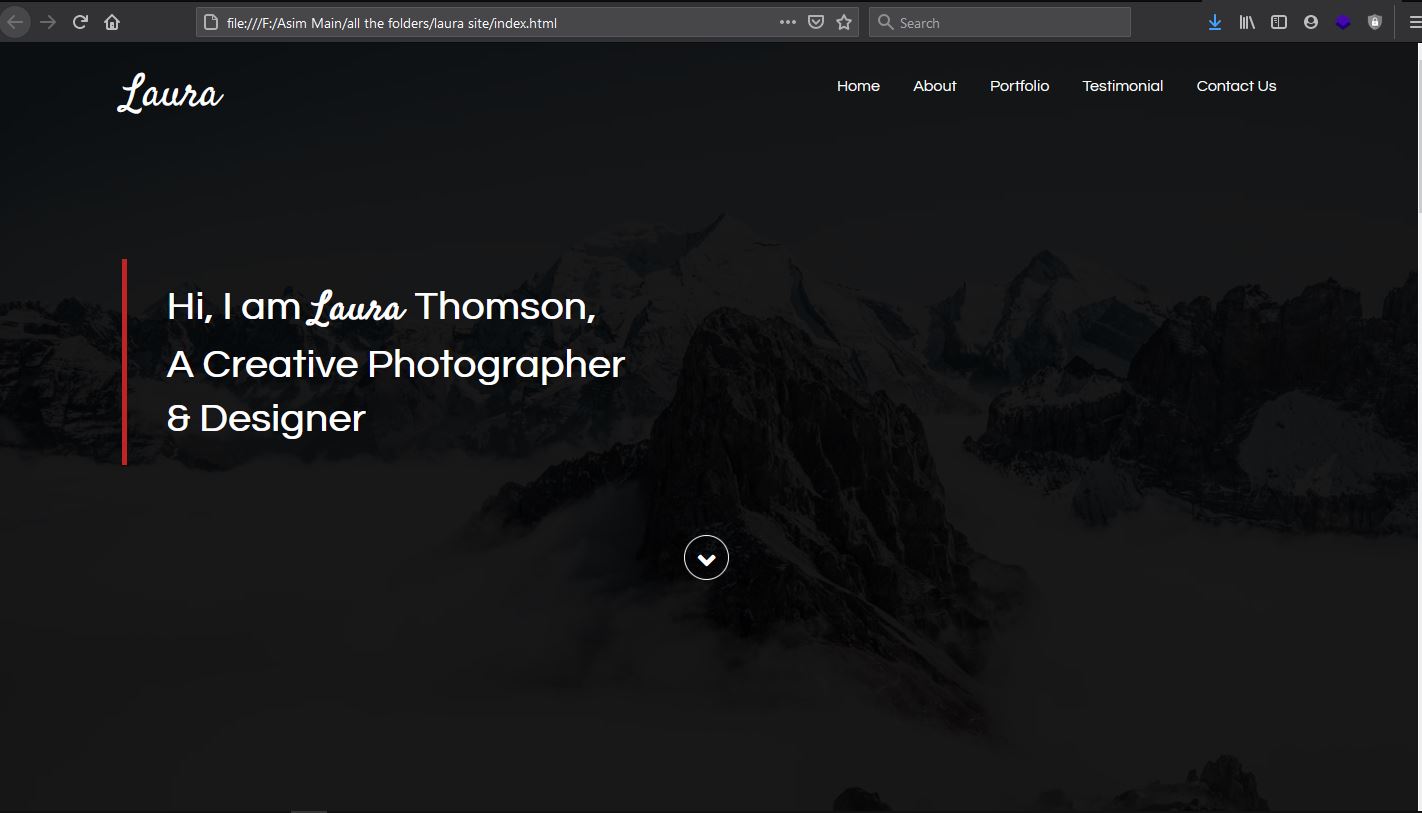 file:///F:/Asim Main/all the folders/laura site/index.html
Search
Laura
Home About Portfolio Testimonial Contact Us
Hi, I am Laura Thomson,
A Creative Photographer
& Designer